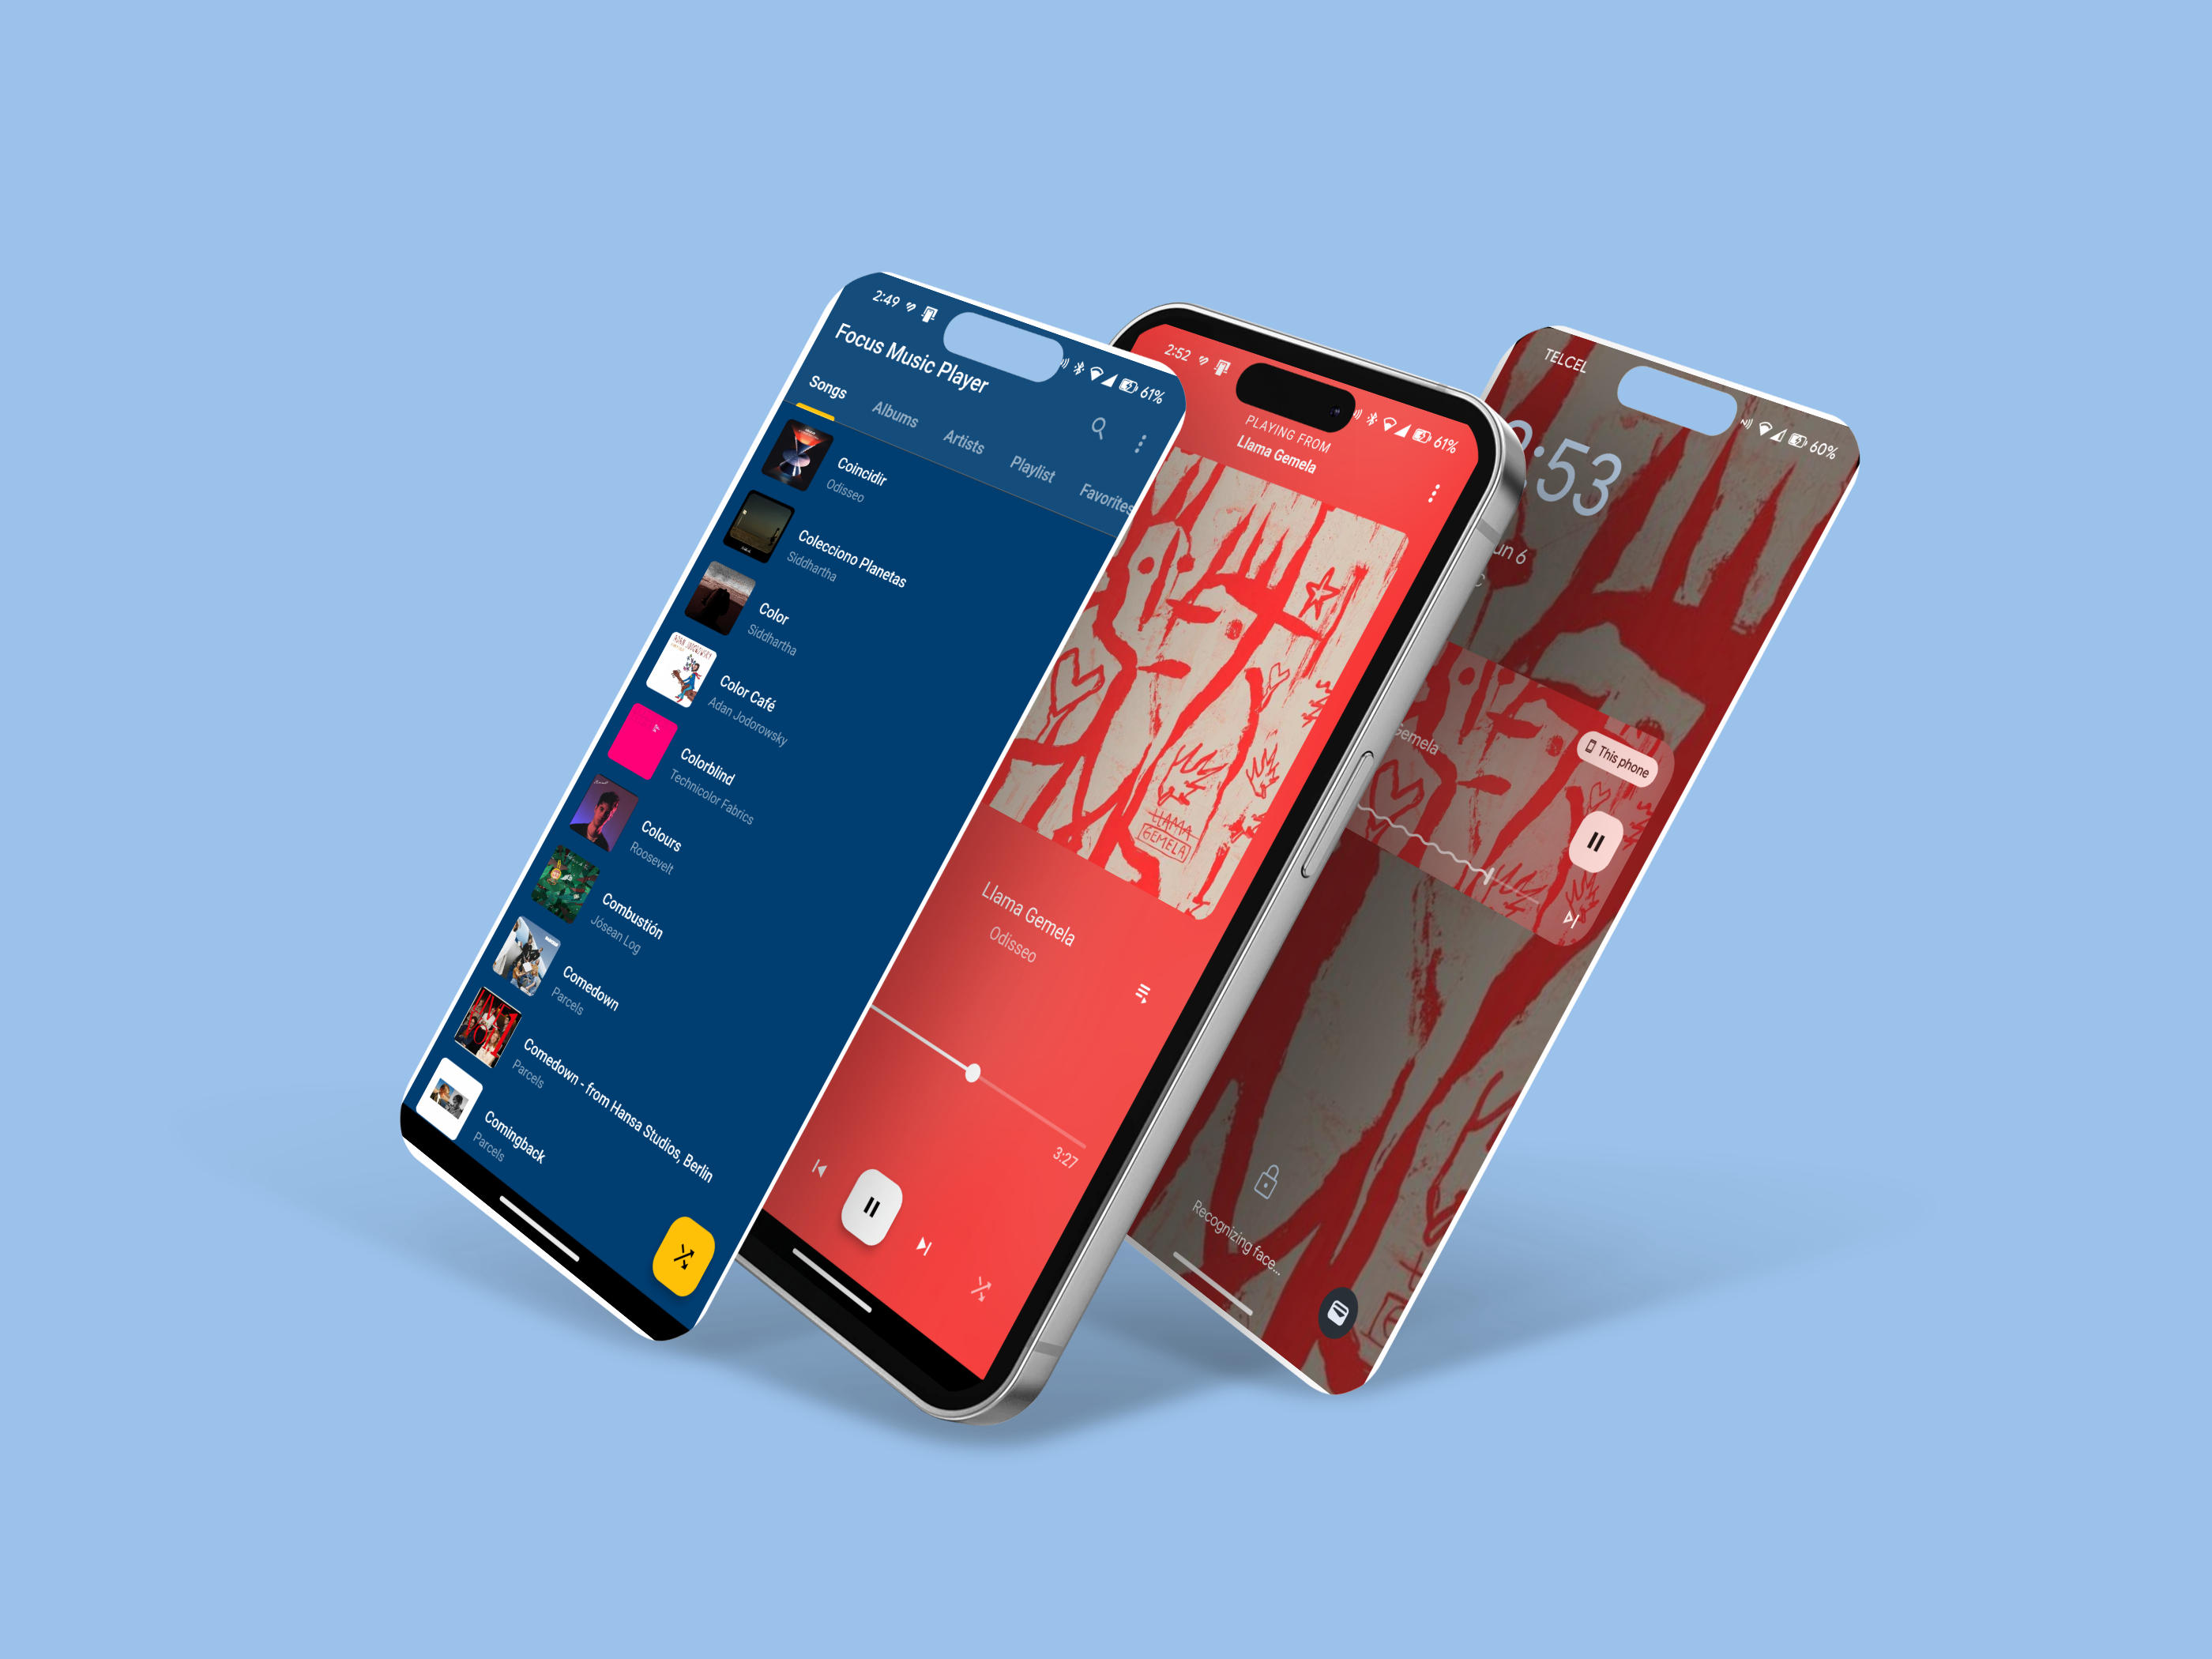 2:49
61%
Focus Music Player
Songs
Albums
Artists
Playlist
Favorites
Coincidir
Odisseo
Colecciono Planetas
Siddhartha
Color
Siddhartha
Color Café
Adan Jodorowsky
Colorblind
Technicolor Fabrics
Colours
Roosevelt
Combustión
Jósean Log
Comedown
Parcels
Comedown - from Hansa Studios, Berlin
Parcels
Comingback
Parcels
2:52
61%
PLAYING FROM
Llama Gemela
LLAMA
GEMELA
Llama Gemela
Odisseo
3:27
TELCEL
60%
:53
un 6
C
Gemela
This phone
Recognizing face...